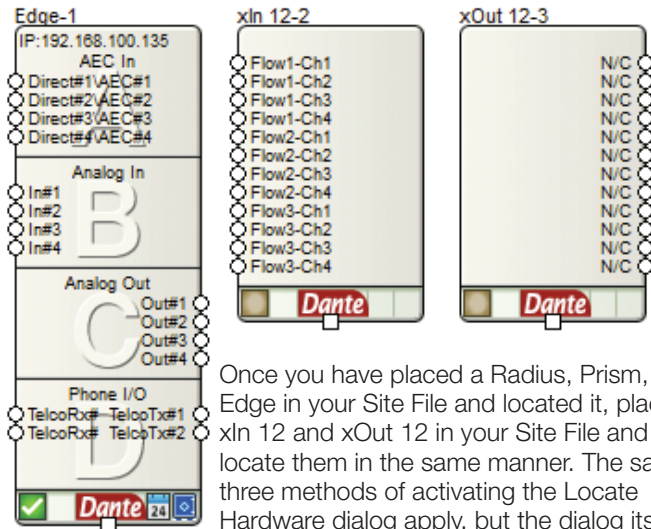 Edge-1
IP:192.168.100.135
AEC In
Direct#1\AEC#1
Direct#2\AEC#2
Direct#3\AEC#3
Direct#4\AEC#4
A
Analog In
In#1
In#2
In#3
In#4
B
Analog Out
Out#1
Out#2
Out#3
Out#4
C
Phone I/O
TelcoRx# TelcoTx#1
TelcoRx# TelcoTx#2
D
Dante 24
xIn 12-2
Flow1-Ch1
Flow1-Ch2
Flow1-Ch3
Flow1-Ch4
Flow2-Ch1
Flow2-Ch2
Flow2-Ch3
Flow2-Ch4
Flow3-Ch1
Flow3-Ch2
Flow3-Ch3
Flow3-Ch4
Dante
xOut 12-3
N/C
N/C
N/C
N/C
N/C
N/C
N/C
N/C
N/C
N/C
N/C
N/C
Dante
Once you have placed a Radius, Prism,
Edge in your Site File and located it,
xIn 12 and xOut 12 in your Site File and
locate them in the same manner. The
three methods of activating the Locate
Hardware dialog apply, but the dialog